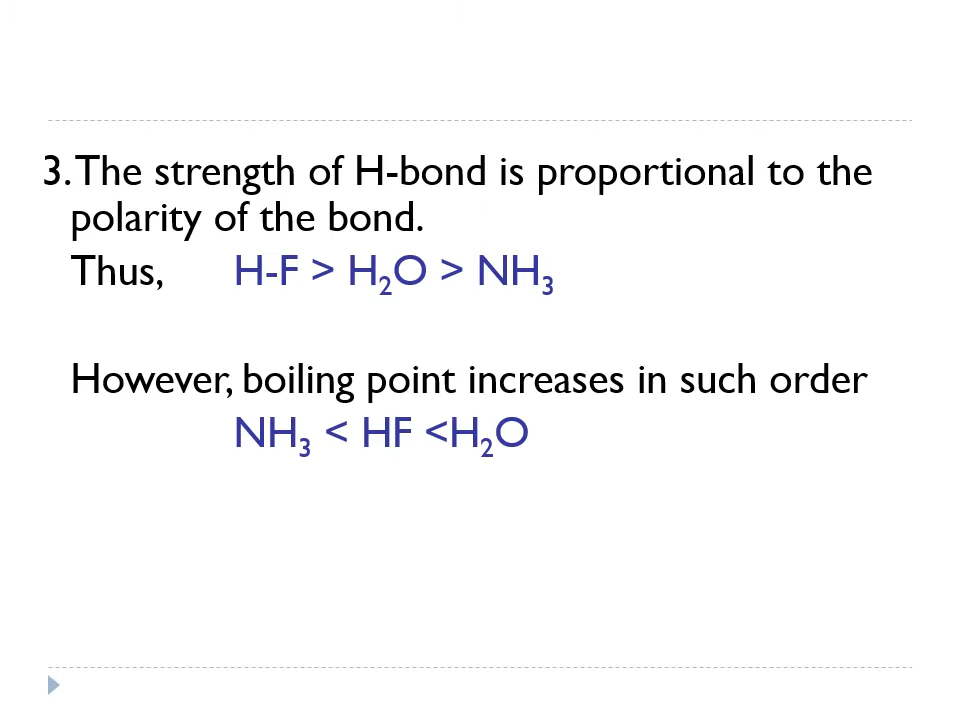 3. The strength of H-bond is proportional to the
polarity of the bond.
Thus, H-F > H₂O > NH₃
However, boiling point increases in such order
NH₃ < HF <H₂O